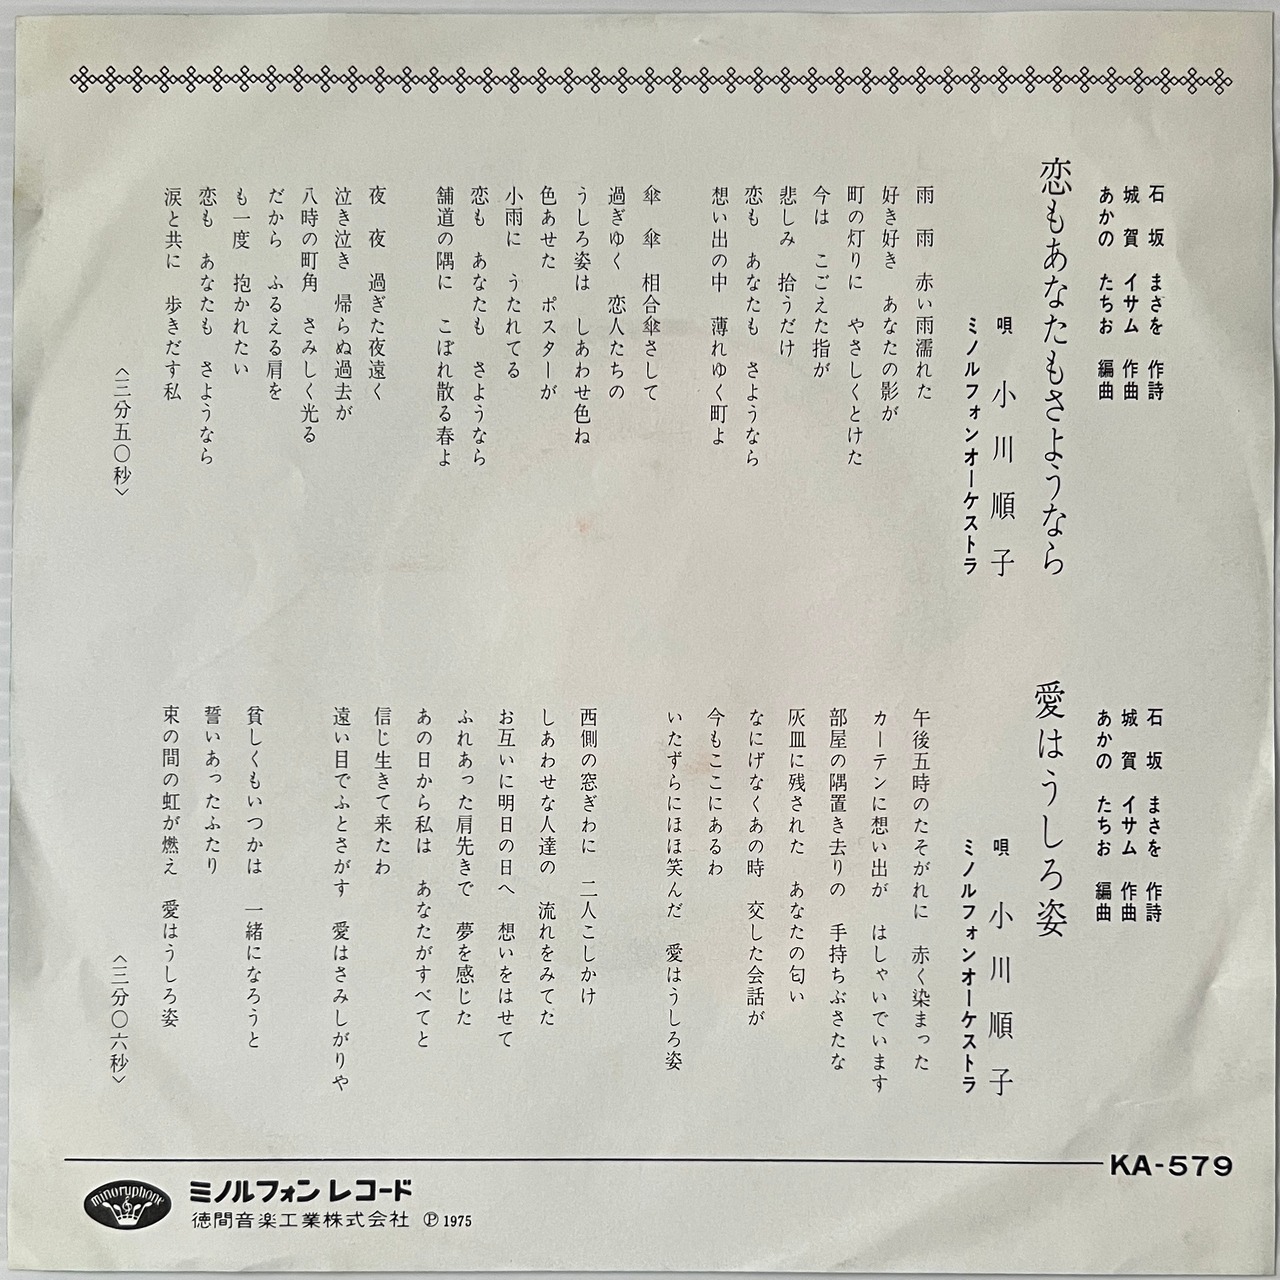 石坂 まさを 作詩
城賀 イサム 作曲
あかの たちお 編曲
恋もあなたもさようなら
唄 小川順子
ミノルフォンオーケストラ
雨 雨 赤い雨濡れた
好き好き あなたの影が
町の灯りに やさしくとけた
今は こごえた指が
悲しみ 拾うだけ
恋も あなたも さようなら
想い出の中 薄れゆく町よ
傘 傘 相合傘さして
過ぎゆく 恋人たちの
うしろ姿は しあわせ色ね
色あせた ポスターが
小雨に うたれてる
恋も あなたも さようなら
舗道の隅に こぼれ散る春よ
夜 夜 過ぎた夜遠く
泣き泣き 帰らぬ過去が
八時の町角 さみしく光る
だから ふるえる肩を
も一度 抱かれたい
恋も あなたも さようなら
涙と共に 歩きだす私
〈三分五〇秒〉
石坂 まさを 作詩
城賀 イサム 作曲
あかの たちお 編曲
愛はうしろ姿
唄 小川順子
ミノルフォンオーケストラ
午後五時のたそがれに 赤く染まった
カーテンに想い出が はしゃいでいます
部屋の隅置き去りの 手持ちぶさたな
灰皿に残された あなたの匂い
なにげなくあの時 交した会話が
今もここにあるわ
いたずらにほほ笑んだ 愛はうしろ姿
西側の窓ぎわに 二人こしかけ
しあわせな人達の 流れをみてた
お互いに明日の日へ 想いをはせて
ふれあった肩先きで 夢を感じた
あの日から私は あなたがすべてと
信じ生きて来たわ
遠い目でふとさがす 愛はさみしがりや
貧しくもいつかは 一緒になろうと
誓いあったふたり
束の間の虹が燃え 愛はうしろ姿
〈三分〇六秒〉
KA-579
minoryphone
ミノルフォン レコード
徳間音楽工業株式会社 Ⓟ 1975